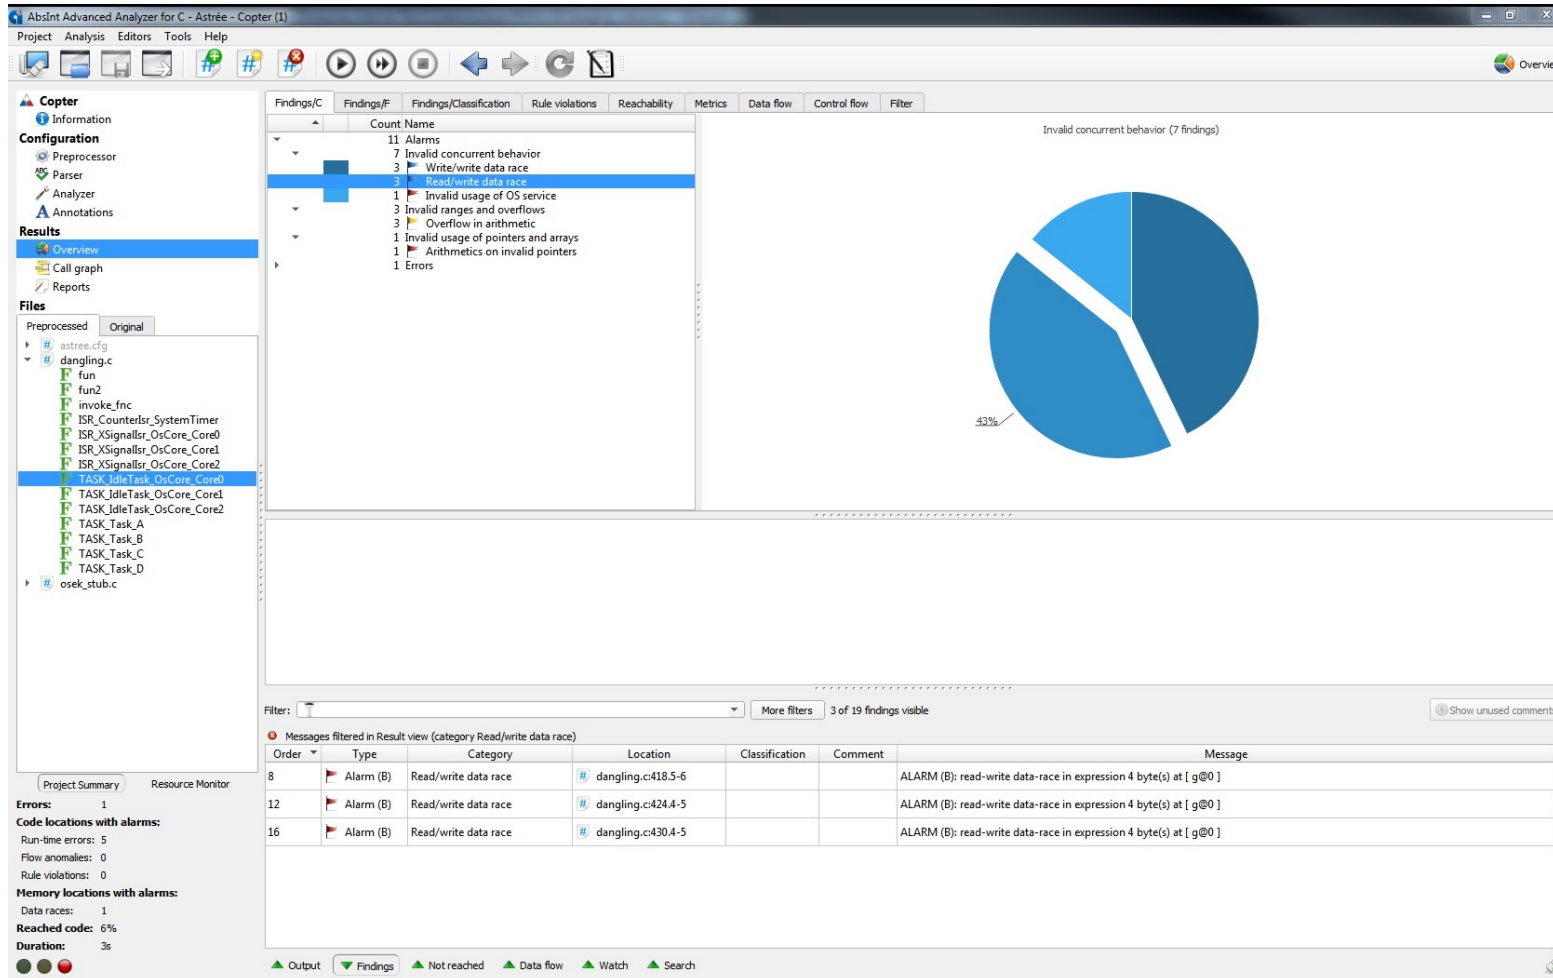 AbsInt Advanced Analyzer for C - Astrée - Copter (1)
Project Analysis Editors Tools Help
Overvie
Copter
Information
Configuration
Preprocessor
Parser
Analyzer
Annotations
Results
Overview
Call graph
Reports
Files
Preprocessed Original
astree.cfg
dangling.c
F fun
F fun2
F invoke_fnc
F ISR_CounterIsr_SystemTimer
F ISR_XSignalIsr_OsCore_Core0
F ISR_XSignalIsr_OsCore_Core1
F ISR_XSignalIsr_OsCore_Core2
F TASK_IdleTask_OsCore_Core0
F TASK_IdleTask_OsCore_Core1
F TASK_IdleTask_OsCore_Core2
F TASK_Task_A
F TASK_Task_B
F TASK_Task_C
F TASK_Task_D
osek_stub.c
Project Summary Resource Monitor
Errors: 1
Code locations with alarms:
Run-time errors: 5
Flow anomalies: 0
Rule violations: 0
Memory locations with alarms:
Data races: 1
Reached code: 6%
Duration: 3s
Findings/C Findings/F Findings/Classification Rule violations Reachability Metrics Data flow Control flow Filter
Count Name
11 Alarms
7 Invalid concurrent behavior
3 Write/write data race
3 Read/write data race
1 Invalid usage of OS service
3 Invalid ranges and overflows
3 Overflow in arithmetic
1 Invalid usage of pointers and arrays
1 Arithmetics on invalid pointers
1 Errors
Invalid concurrent behavior (7 findings)
43%
Filter: More filters 3 of 19 findings visible Show unused comment
Messages filtered in Result view (category Read/write data race)
Order Type Category Location Classification Comment Message
8 Alarm (B) Read/write data race # dangling.c:418.5-6 ALARM (B): read-write data-race in expression 4 byte(s) at [ g@0 ]
12 Alarm (B) Read/write data race # dangling.c:424.4-5 ALARM (B): read-write data-race in expression 4 byte(s) at [ g@0 ]
16 Alarm (B) Read/write data race # dangling.c:430.4-5 ALARM (B): read-write data-race in expression 4 byte(s) at [ g@0 ]
Output Findings Not reached Data flow Watch Search